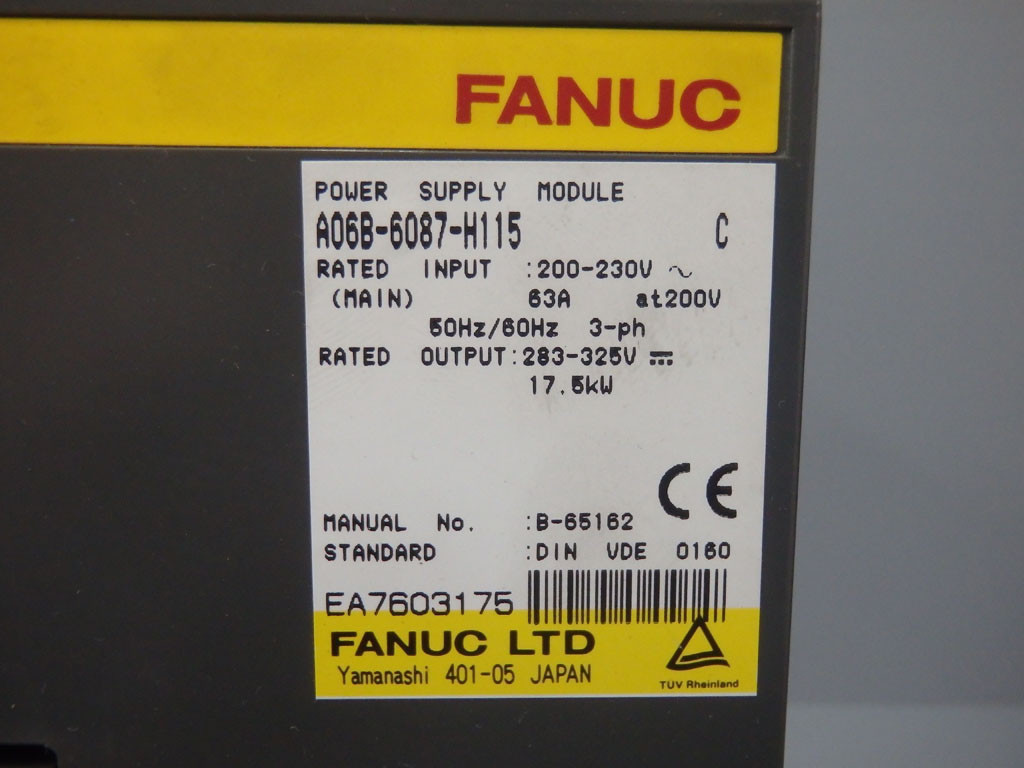 FANUC
POWER SUPPLY MODULE
A06B-6087-H115 C
RATED INPUT :200-230V ~
(MAIN) 63A at200V
50Hz/60Hz 3-ph
RATED OUTPUT:283-325V ⎓
17.5kW
CE
MANUAL No. :B-65162
STANDARD :DIN VDE 0160
EA7603175
FANUC LTD
Yamanashi 401-05 JAPAN
TÜV Rheinland